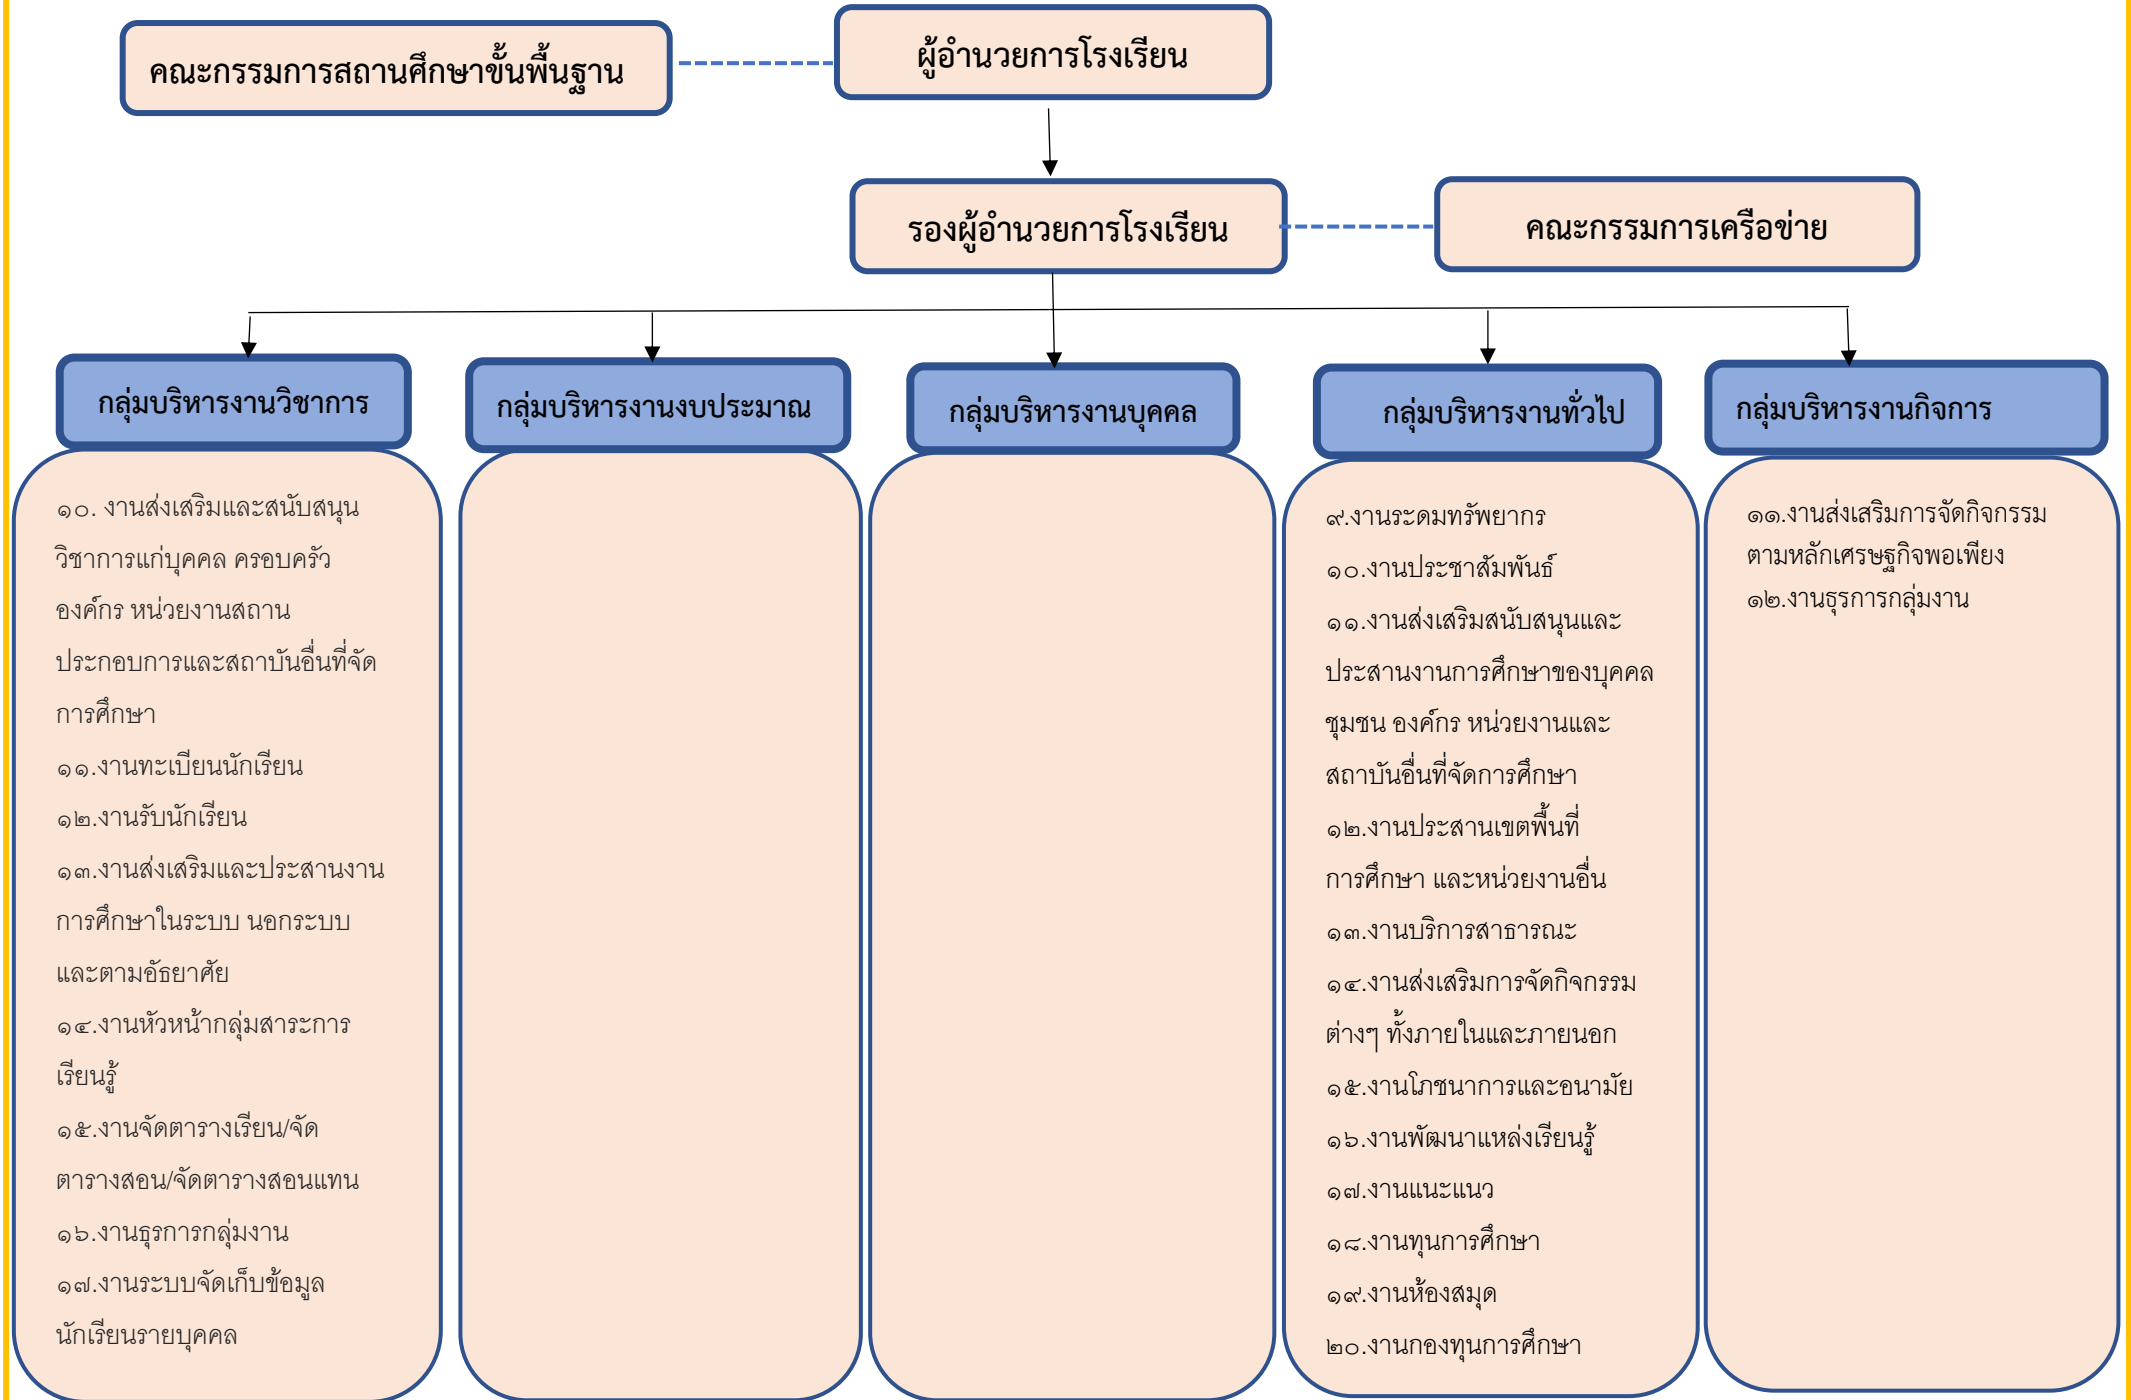 คณะกรรมการสถานศึกษาขั้นพื้นฐาน
ผู้อำนวยการโรงเรียน
รองผู้อำนวยการโรงเรียน
คณะกรรมการเครือข่าย
กลุ่มบริหารงานวิชาการ
กลุ่มบริหารงานงบประมาณ
กลุ่มบริหารงานบุคคล
กลุ่มบริหารงานทั่วไป
กลุ่มบริหารงานกิจการ
๑๐. งานส่งเสริมและสนับสนุน
วิชาการแก่บุคคล ครอบครัว
องค์กร หน่วยงานสถาน
ประกอบการและสถาบันอื่นที่จัด
การศึกษา
๑๑.งานทะเบียนนักเรียน
๑๒.งานรับนักเรียน
๑๓.งานส่งเสริมและประสานงาน
การศึกษาในระบบ นอกระบบ
และตามอัธยาศัย
๑๔.งานหัวหน้ากลุ่มสาระการ
เรียนรู้
๑๕.งานจัดตารางเรียน/จัด
ตารางสอน/จัดตารางสอนแทน
๑๖.งานธุรการกลุ่มงาน
๑๗.งานระบบจัดเก็บข้อมูล
นักเรียนรายบุคคล
๙.งานระดมทรัพยากร
๑๐.งานประชาสัมพันธ์
๑๑.งานส่งเสริมสนับสนุนและ
ประสานงานการศึกษาของบุคคล
ชุมชน องค์กร หน่วยงานและ
สถาบันอื่นที่จัดการศึกษา
๑๒.งานประสานเขตพื้นที่
การศึกษา และหน่วยงานอื่น
๑๓.งานบริการสาธารณะ
๑๔.งานส่งเสริมการจัดกิจกรรม
ต่างๆ ทั้งภายในและภายนอก
๑๕.งานโภชนาการและอนามัย
๑๖.งานพัฒนาแหล่งเรียนรู้
๑๗.งานแนะแนว
๑๘.งานทุนการศึกษา
๑๙.งานห้องสมุด
๒๐.งานกองทุนการศึกษา
๑๑.งานส่งเสริมการจัดกิจกรรม
ตามหลักเศรษฐกิจพอเพียง
๑๒.งานธุรการกลุ่มงาน